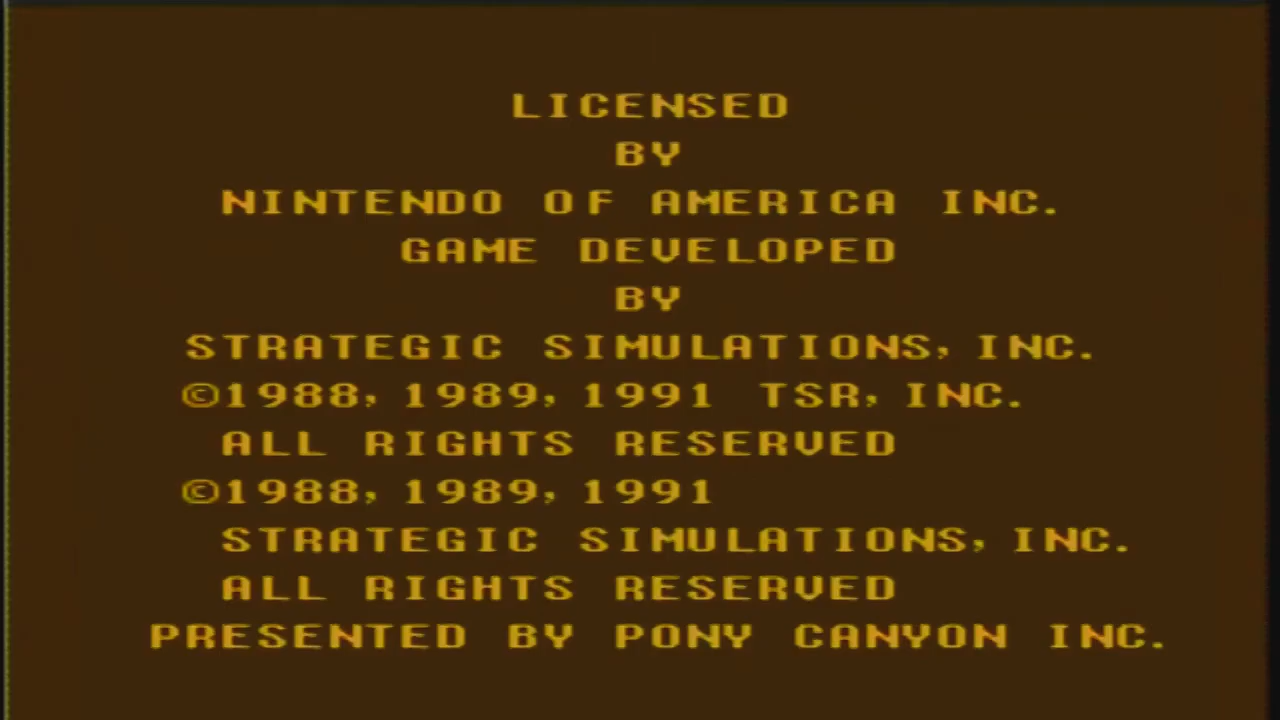 LICENSED
BY
NINTENDO OF AMERICA INC.
GAME DEVELOPED
BY
STRATEGIC SIMULATIONS, INC.
©1988, 1989, 1991 TSR, INC.
ALL RIGHTS RESERVED
©1988, 1989, 1991
STRATEGIC SIMULATIONS, INC.
ALL RIGHTS RESERVED
PRESENTED BY PONY CANYON INC.